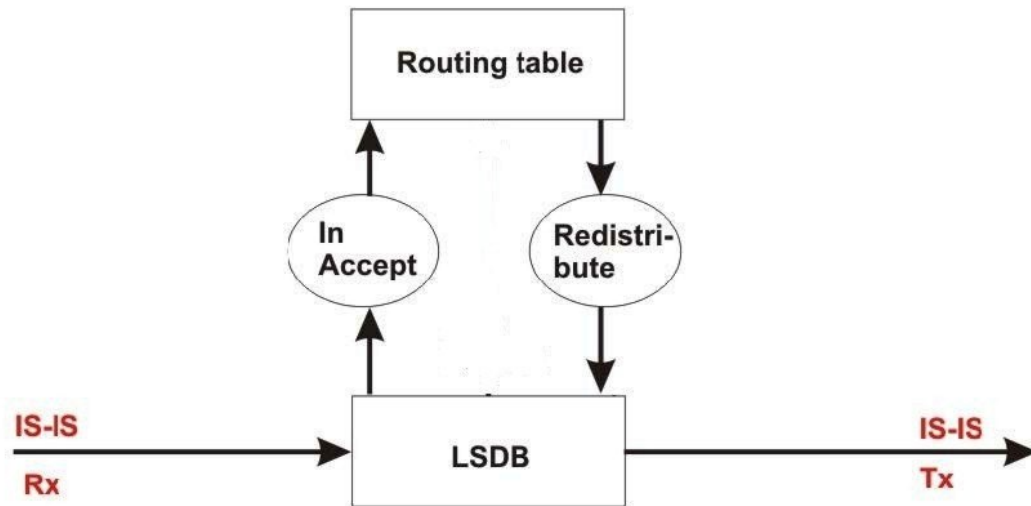 Routing table
In
Accept
Redistri-
bute
IS-IS
Rx
LSDB
IS-IS
Tx